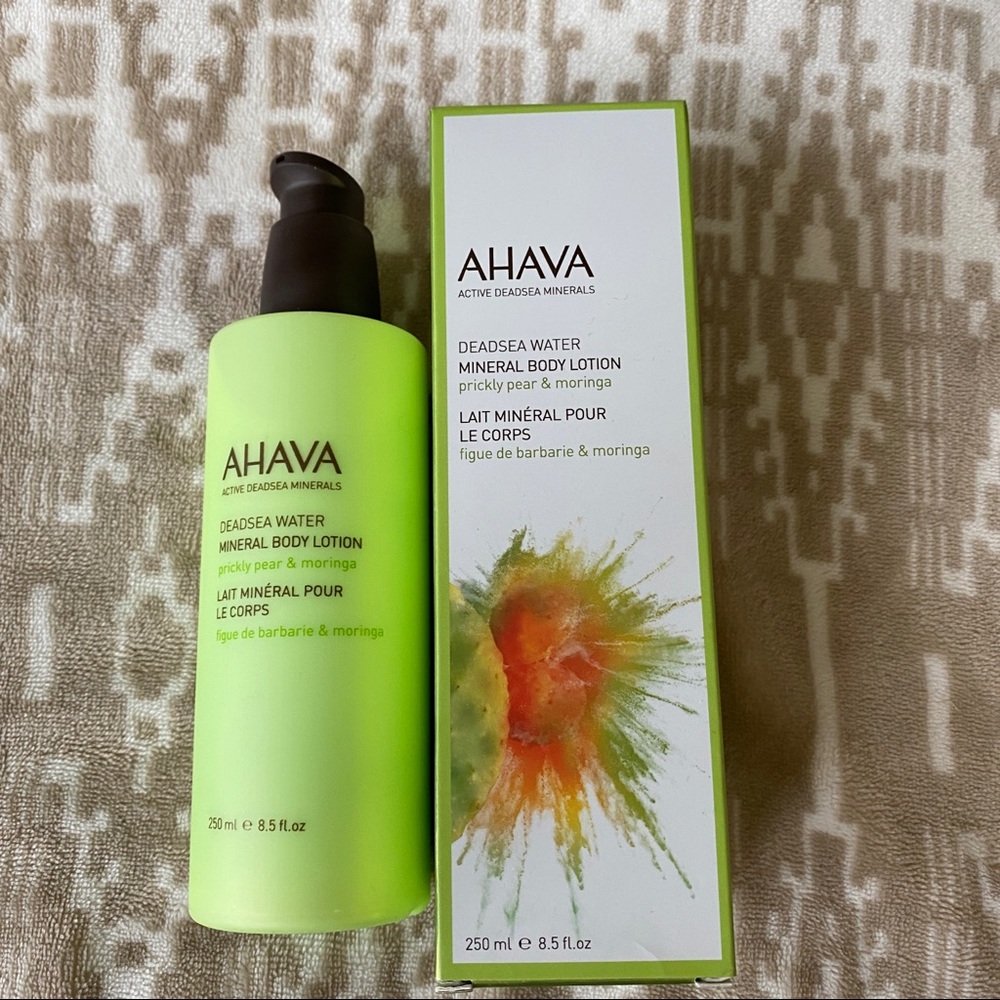 AHAVA
ACTIVE DEADSEA MINERALS
DEADSEA WATER
MINERAL BODY LOTION
prickly pear & moringa
LAIT MINÉRAL POUR
LE CORPS
figue de barbarie & moringa
250 ml e 8.5 fl.oz
AHAVA
ACTIVE DEADSEA MINERALS
DEADSEA WATER
MINERAL BODY LOTION
prickly pear & moringa
LAIT MINÉRAL POUR
LE CORPS
figue de barbarie & moringa
250 ml e 8.5 fl.oz